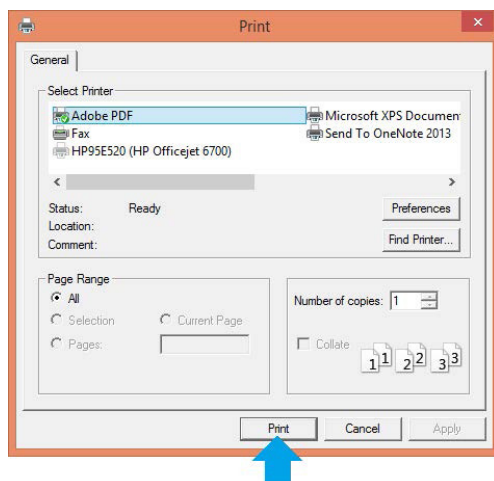 Print
General
Select Printer
Adobe PDF
Microsoft XPS Documen
Fax
Send To OneNote 2013
HP95E520 (HP Officejet 6700)
Status: Ready
Preferences
Location:
Comment:
Find Printer...
Page Range
All
Number of copies: 1
Selection
Current Page
Pages:
Collate
1 1 2 2 3 3
Print Cancel Apply